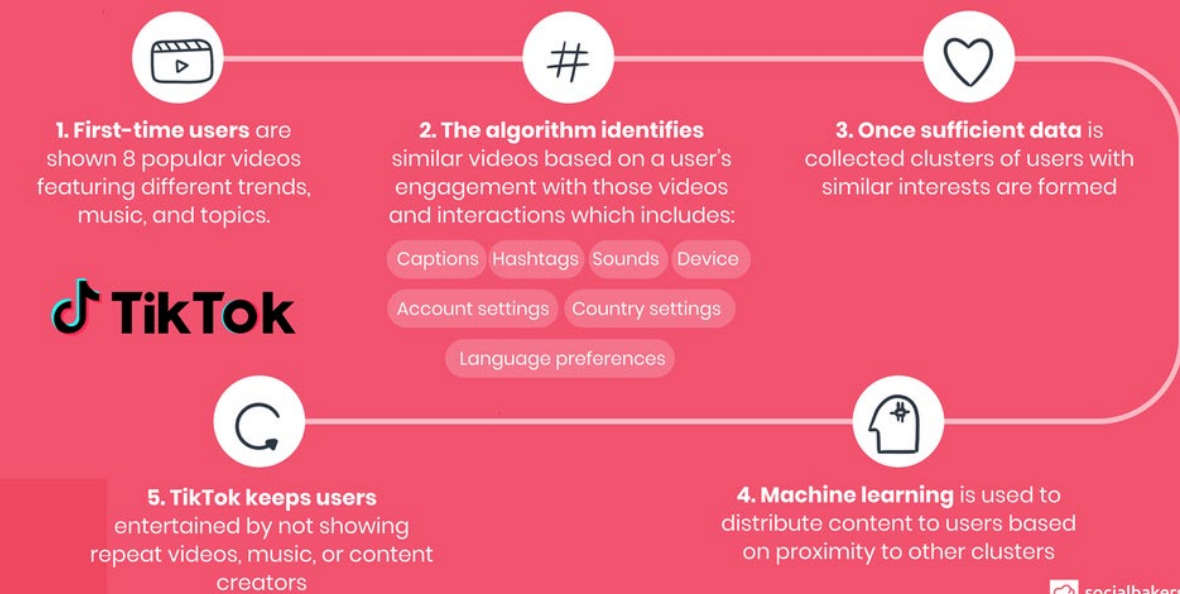 1. First-time users are
shown 8 popular videos
featuring different trends,
music, and topics.
#
2. The algorithm identifies
similar videos based on a user's
engagement with those videos
and interactions which includes:
Captions Hashtags Sounds Device
Account settings Country settings
Language preferences
3. Once sufficient data is
collected clusters of users with
similar interests are formed
TikTok
4. Machine learning is used to
distribute content to users based
on proximity to other clusters
5. TikTok keeps users
entertained by not showing
repeat videos, music, or content
creators
socialbakers